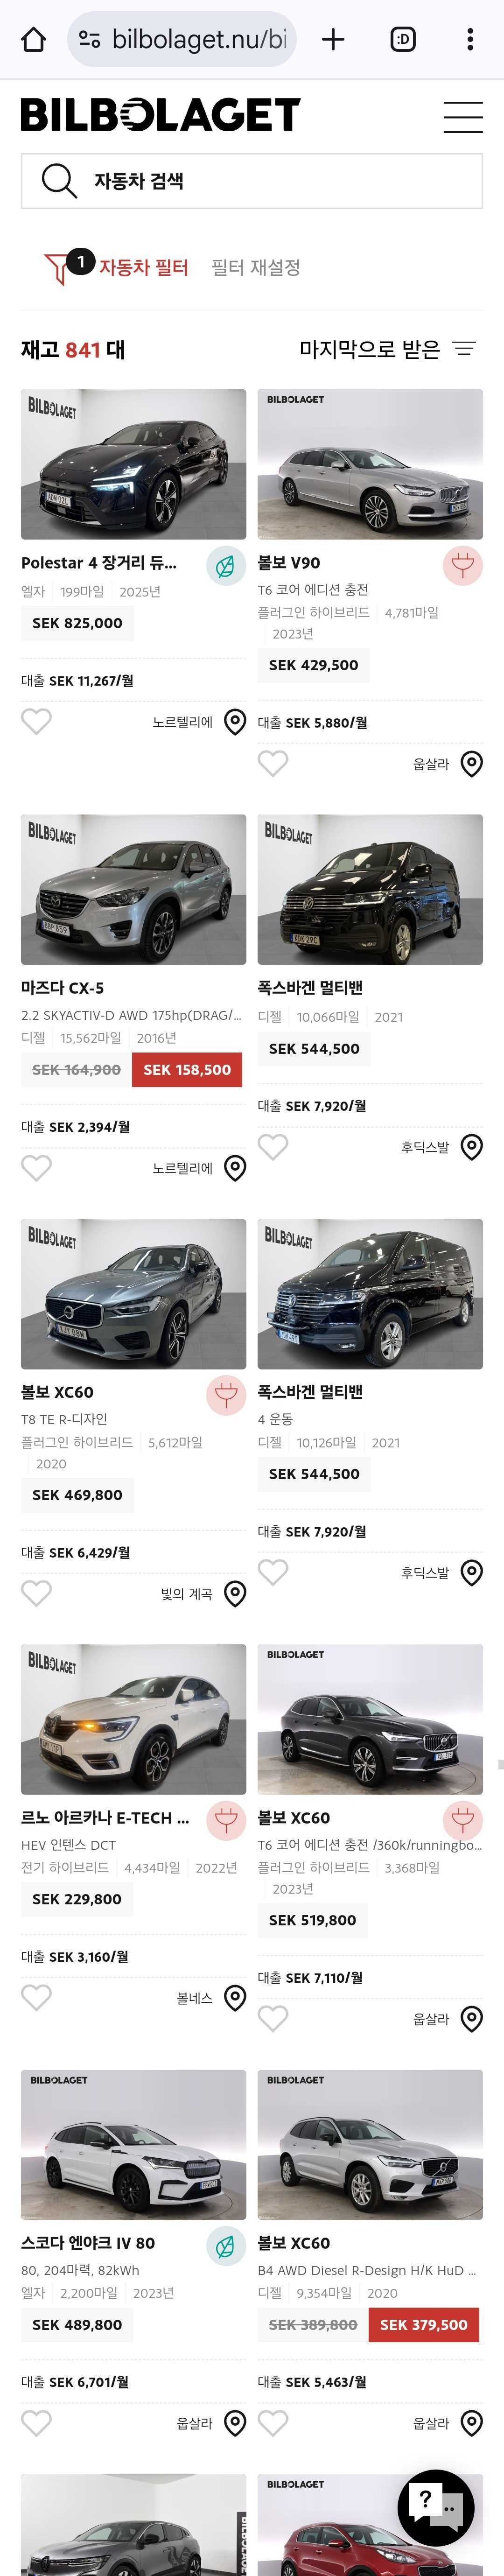 bilbolaget.nu/bi
:D
BILBOLAGET
자동차 검색
1
자동차 필터 필터 재설정
재고 841 대 마지막으로 받은
BILBOLAGET
Polestar 4 장거리 듀...
엘자 199마일 2025년
SEK 825,000
대출 SEK 11,267/월
노르텔리에
BILBOLAGET
볼보 V90
T6 코어 에디션 충전
플러그인 하이브리드 4,781마일
2023년
SEK 429,500
대출 SEK 5,880/월
웁살라
BILBOLAGET
마즈다 CX-5
2.2 SKYACTIV-D AWD 175hp(DRAG/...
디젤 15,562마일 2016년
SEK 164,900 SEK 158,500
대출 SEK 2,394/월
노르텔리에
BILBOLAGET
KDK 29C
폭스바겐 멀티밴
디젤 10,066마일 2021
SEK 544,500
대출 SEK 7,920/월
후딕스발
BILBOLAGET
볼보 XC60
T8 TE R-디자인
플러그인 하이브리드 5,612마일
2020
SEK 469,800
대출 SEK 6,429/월
빛의 계곡
BILBOLAGET
폭스바겐 멀티밴
4 운동
디젤 10,126마일 2021
SEK 544,500
대출 SEK 7,920/월
후딕스발
BILBOLAGET
르노 아르카나 E-TECH ...
HEV 인텐스 DCT
전기 하이브리드 4,434마일 2022년
SEK 229,800
대출 SEK 3,160/월
볼네스
BILBOLAGET
볼보 XC60
T6 코어 에디션 충전 /360k/runningbo...
플러그인 하이브리드 3,368마일
2023년
SEK 519,800
대출 SEK 7,110/월
웁살라
BILBOLAGET
스코다 엔야크 IV 80
80, 204마력, 82kWh
엘자 2,200마일 2023년
SEK 489,800
대출 SEK 6,701/월
웁살라
BILBOLAGET
볼보 XC60
B4 AWD Diesel R-Design H/K HuD ...
디젤 9,354마일 2020
SEK 389,800 SEK 379,500
대출 SEK 5,463/월
웁살라
BILBOLAGET
?